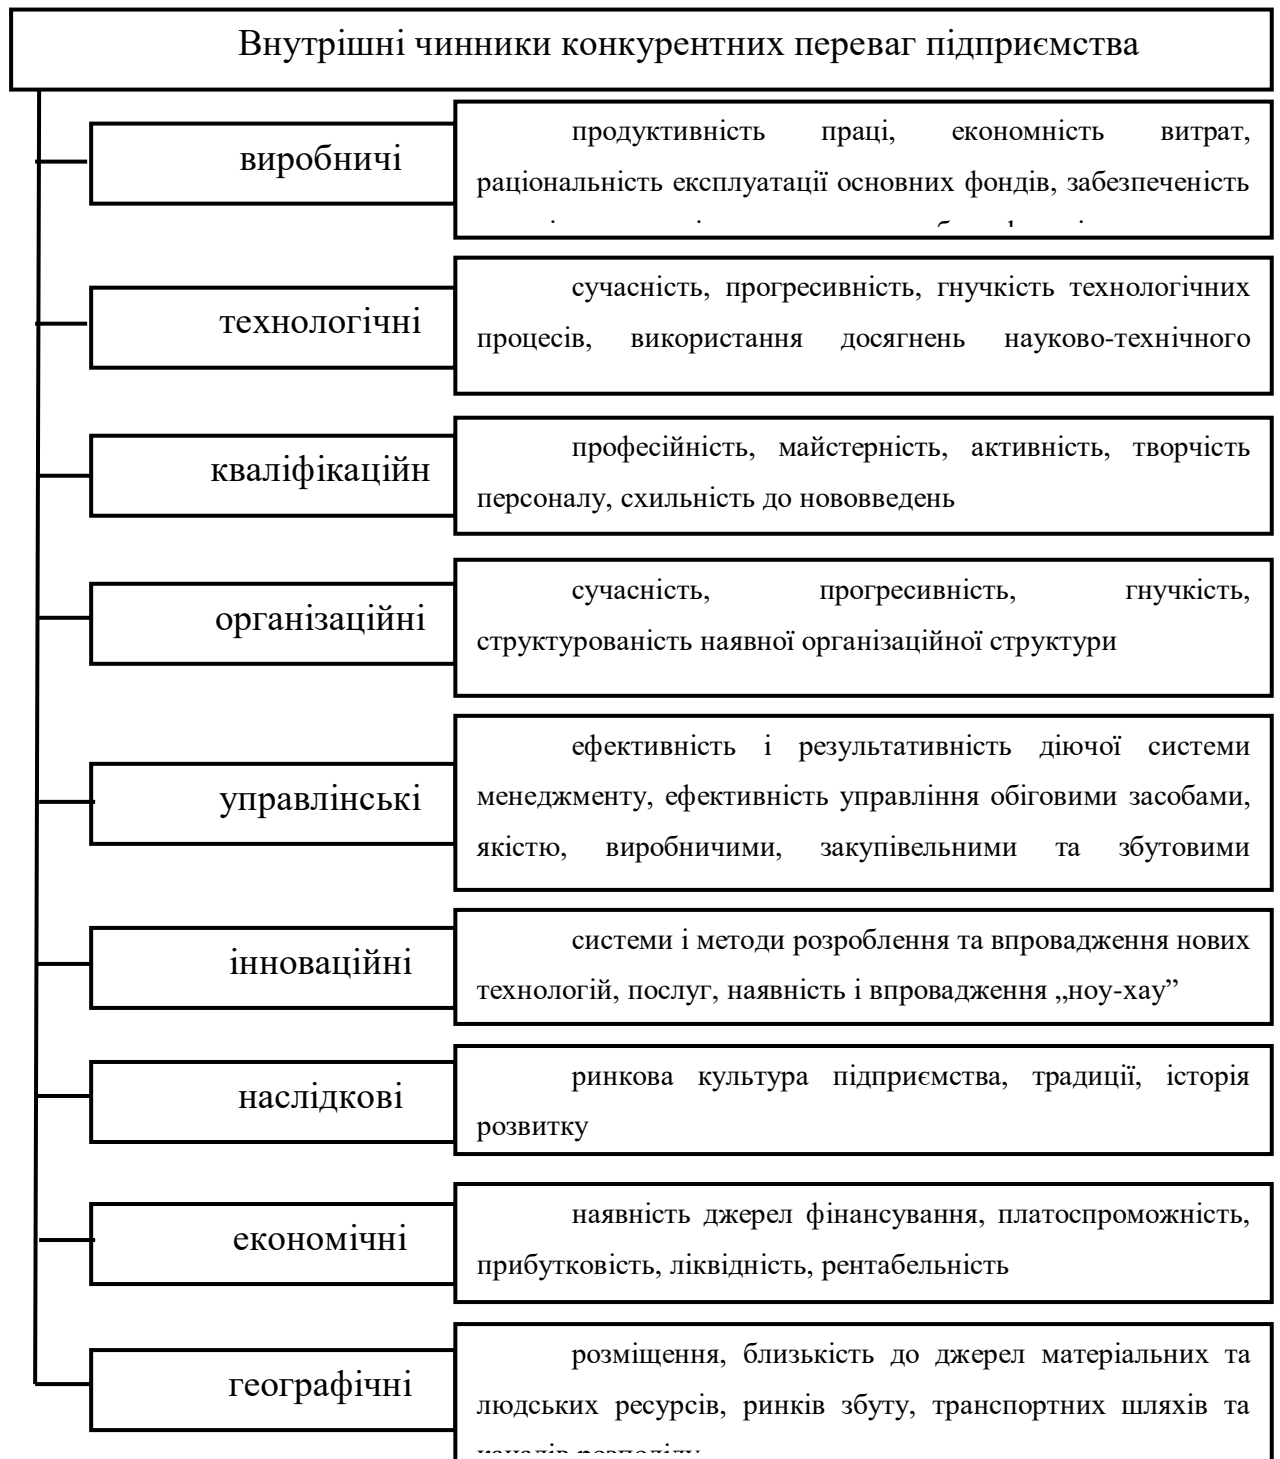 Внутрішні чинники конкурентних переваг підприємства
виробничі
продуктивність праці, економність витрат,
раціональність експлуатації основних фондів, забезпеченість
технологічні
сучасність, прогресивність, гнучкість технологічних
процесів, використання досягнень науково-технічного
кваліфікаційн
професійність, майстерність, активність, творчість
персоналу, схильність до нововведень
організаційні
сучасність, прогресивність, гнучкість,
структурованість наявної організаційної структури
управлінські
ефективність і результативність діючої системи
менеджменту, ефективність управління обіговими засобами,
якістю, виробничими, закупівельними та збутовими
інноваційні
системи і методи розроблення та впровадження нових
технологій, послуг, наявність і впровадження „ноу-хау”
наслідкові
ринкова культура підприємства, традиції, історія
розвитку
економічні
наявність джерел фінансування, платоспроможність,
прибутковість, ліквідність, рентабельність
географічні
розміщення, близькість до джерел матеріальних та
людських ресурсів, ринків збуту, транспортних шляхів та